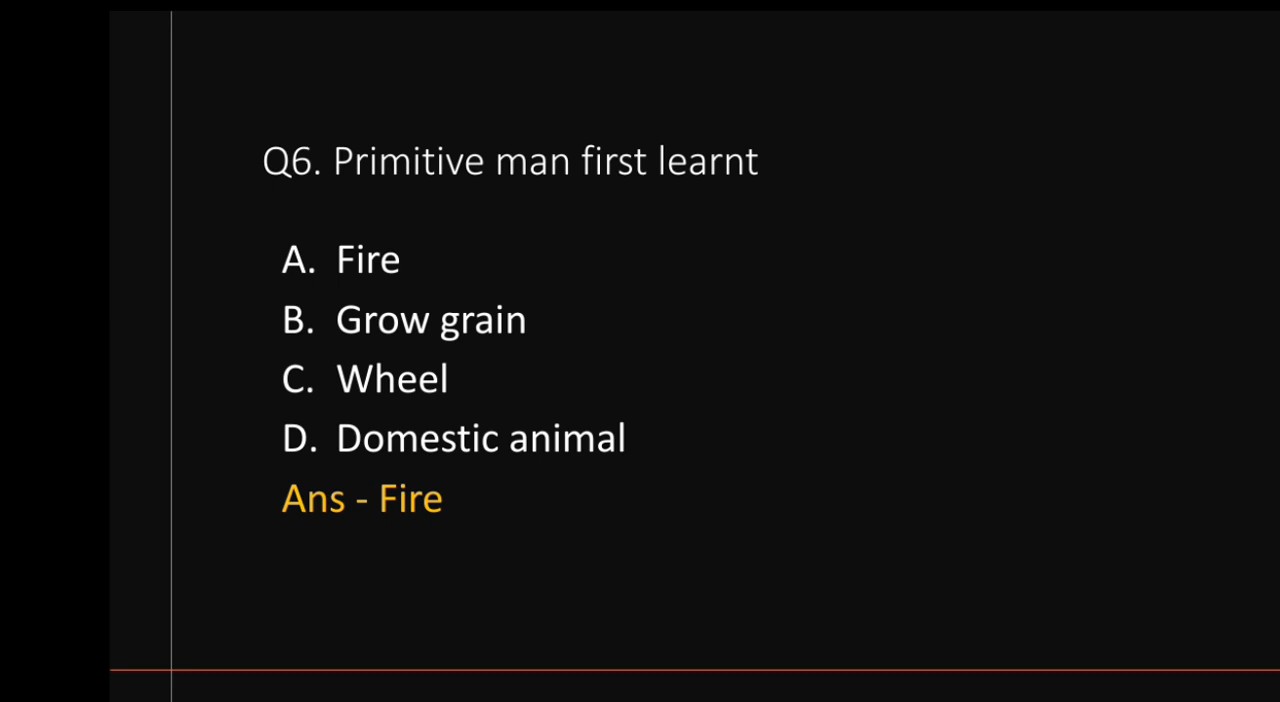 Q6. Primitive man first learnt
A. Fire
B. Grow grain
C. Wheel
D. Domestic animal
Ans - Fire